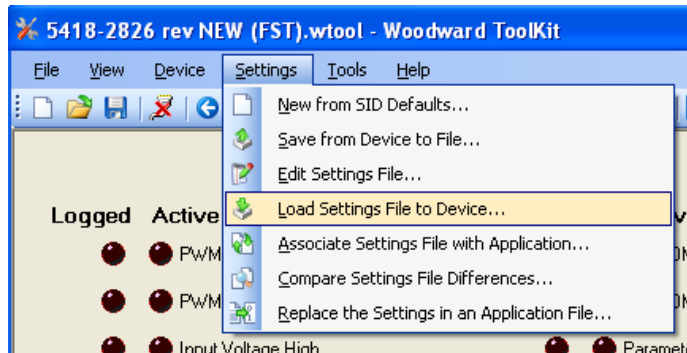 5418-2826 rev NEW (FST).wtool - Woodward ToolKit
File View Device Settings Tools Help
New from SID Defaults...
Save from Device to File...
Edit Settings File...
Load Settings File to Device...
Associate Settings File with Application...
Compare Settings File Differences...
Replace the Settings in an Application File...
Logged Active
PWM
PWM
Input Voltage High